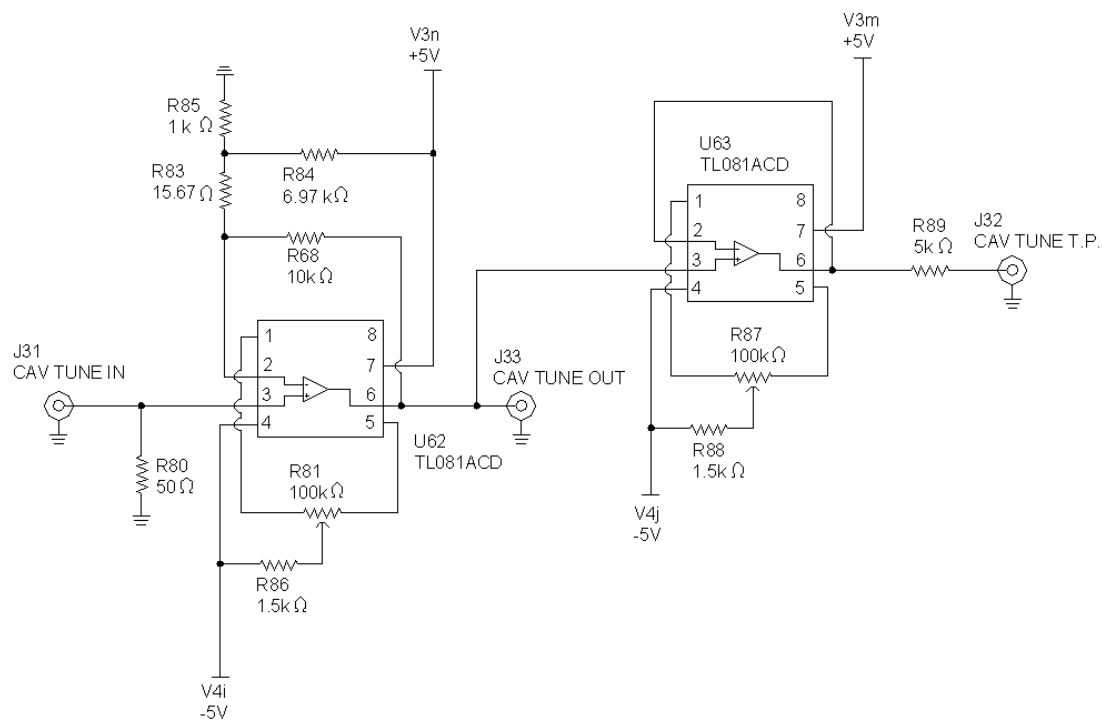 V3n
+5V
V3m
+5V
R85
1 k Ω
R83
15.67 Ω
R84
6.97 kΩ
R68
10kΩ
U63
TL081ACD
1
2
3
4
8
7
6
5
R89
5k Ω
J32
CAV TUNE T.P.
R87
100k Ω
R88
1.5k Ω
V4j
-5V
J31
CAV TUNE IN
1
2
3
4
8
7
6
5
J33
CAV TUNE OUT
U62
TL081ACD
R80
50 Ω
R81
100k Ω
R86
1.5k Ω
V4i
-5V